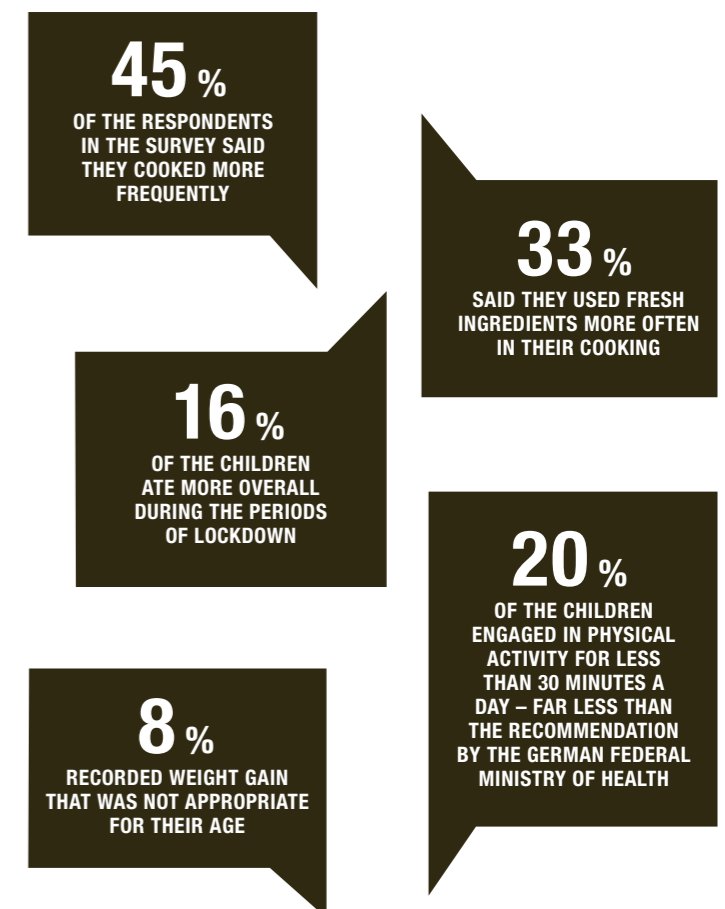 45 %
OF THE RESPONDENTS
IN THE SURVEY SAID
THEY COOKED MORE
FREQUENTLY
33 %
SAID THEY USED FRESH
INGREDIENTS MORE OFTEN
IN THEIR COOKING
16 %
OF THE CHILDREN
ATE MORE OVERALL
DURING THE PERIODS
OF LOCKDOWN
20 %
OF THE CHILDREN
ENGAGED IN PHYSICAL
ACTIVITY FOR LESS
THAN 30 MINUTES A
DAY – FAR LESS THAN
THE RECOMMENDATION
BY THE GERMAN FEDERAL
MINISTRY OF HEALTH
8 %
RECORDED WEIGHT GAIN
THAT WAS NOT APPROPRIATE
FOR THEIR AGE